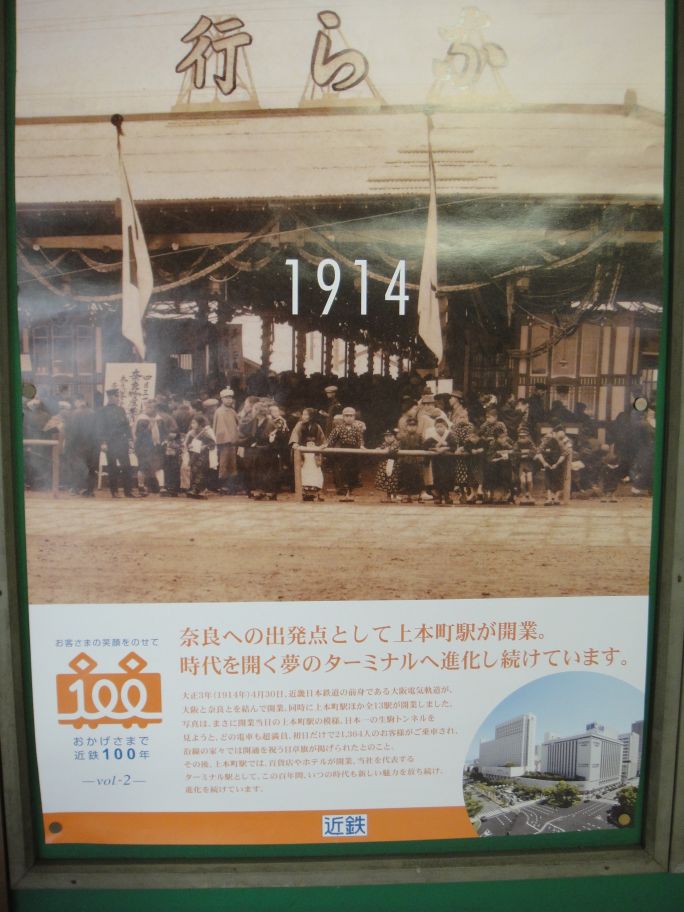 行らな
1914
奈良への出発点として上本町駅が開業。
時代を開く夢のターミナルへ進化し続けています。
お客さまの笑顔をのせて
100
おかげさまで
近鉄100年
—vol-2—
大正3年(1914年)4月30日、近畿日本鉄道の前身である大阪電気軌道が、
大阪と奈良とを結んで開業。同時に上本町駅ほか全13駅が開業しました。
写真は、まさに開業当日の上本町駅の模様。日本一の生駒トンネルを
見ようと、どの電車も超満員。初日だけで21,364人のお客様がご乗車され、
沿線の家々では開通を祝う日章旗が掲げられたとのこと。
その後、上本町駅では、百貨店やホテルが開業。当社を代表する
ターミナル駅として、この百年間、いつの時代も新しい魅力を放ち続け、
進化を続けています。
近鉄